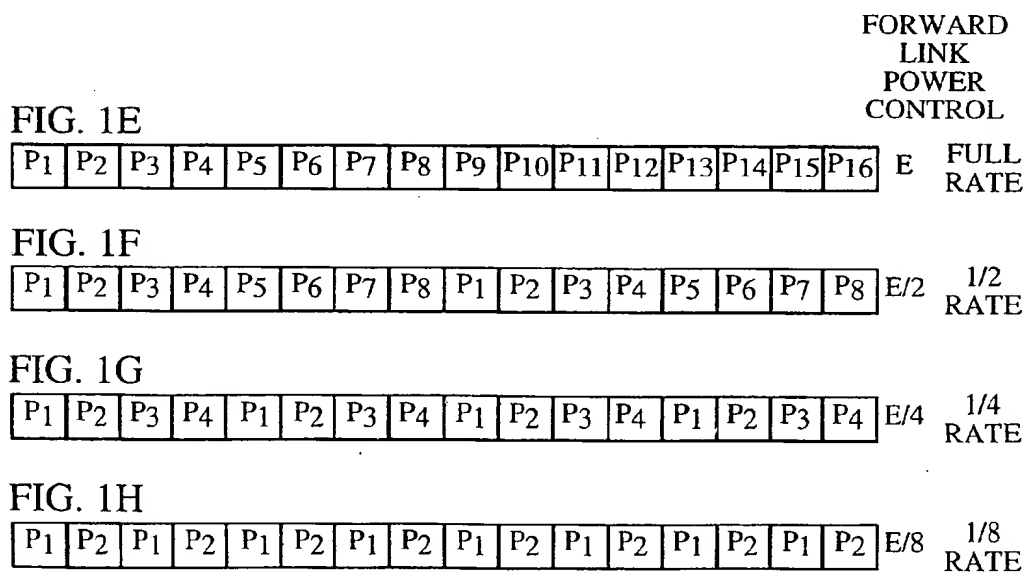 FORWARD
LINK
POWER
CONTROL
FIG. 1E
P1 P2 P3 P4 P5 P6 P7 P8 P9 P10 P11 P12 P13 P14 P15 P16 E FULL
RATE
FIG. 1F
P1 P2 P3 P4 P5 P6 P7 P8 P1 P2 P3 P4 P5 P6 P7 P8 E/2 1/2
RATE
FIG. 1G
P1 P2 P3 P4 P1 P2 P3 P4 P1 P2 P3 P4 P1 P2 P3 P4 E/4 1/4
RATE
FIG. 1H
P1 P2 P1 P2 P1 P2 P1 P2 P1 P2 P1 P2 P1 P2 P1 P2 E/8 1/8
RATE